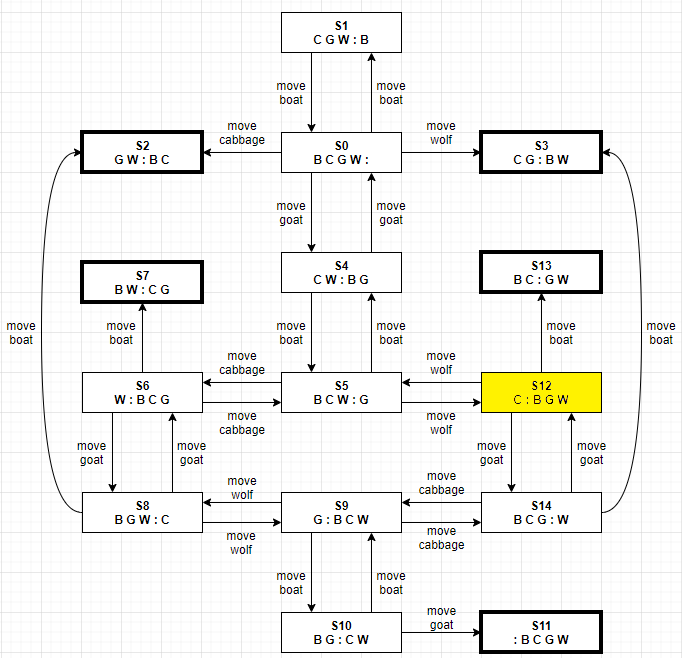 S1
C G W : B
move
boat
move
boat
S2
G W : B C
move
cabbage
S0
B C G W :
move
wolf
S3
C G : B W
move
goat
move
goat
S7
B W : C G
S4
C W : B G
S13
B C : G W
move
boat
move
boat
move
boat
move
boat
move
boat
move
boat
move
cabbage
move
wolf
S6
W : B C G
S5
B C W : G
S12
C : B G W
move
cabbage
move
wolf
move
goat
move
goat
move
goat
move
goat
move
wolf
move
cabbage
S8
B G W : C
S9
G : B C W
S14
B C G : W
move
wolf
move
cabbage
move
boat
move
boat
S10
B G : C W
move
goat
S11
: B C G W